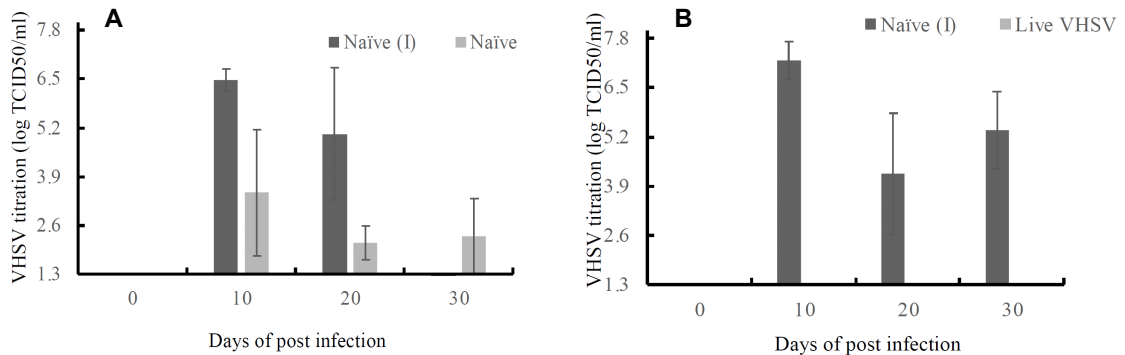 A
VHSV titration (log TCID50/ml)
7.8
6.5
5.2
3.9
2.6
1.3
Naïve (I) Naïve
0 10 20 30
Days of post infection
B
VHSV titration (log TCID50/ml)
7.8
6.5
5.2
3.9
2.6
1.3
Naïve (I) Live VHSV
0 10 20 30
Days of post infection